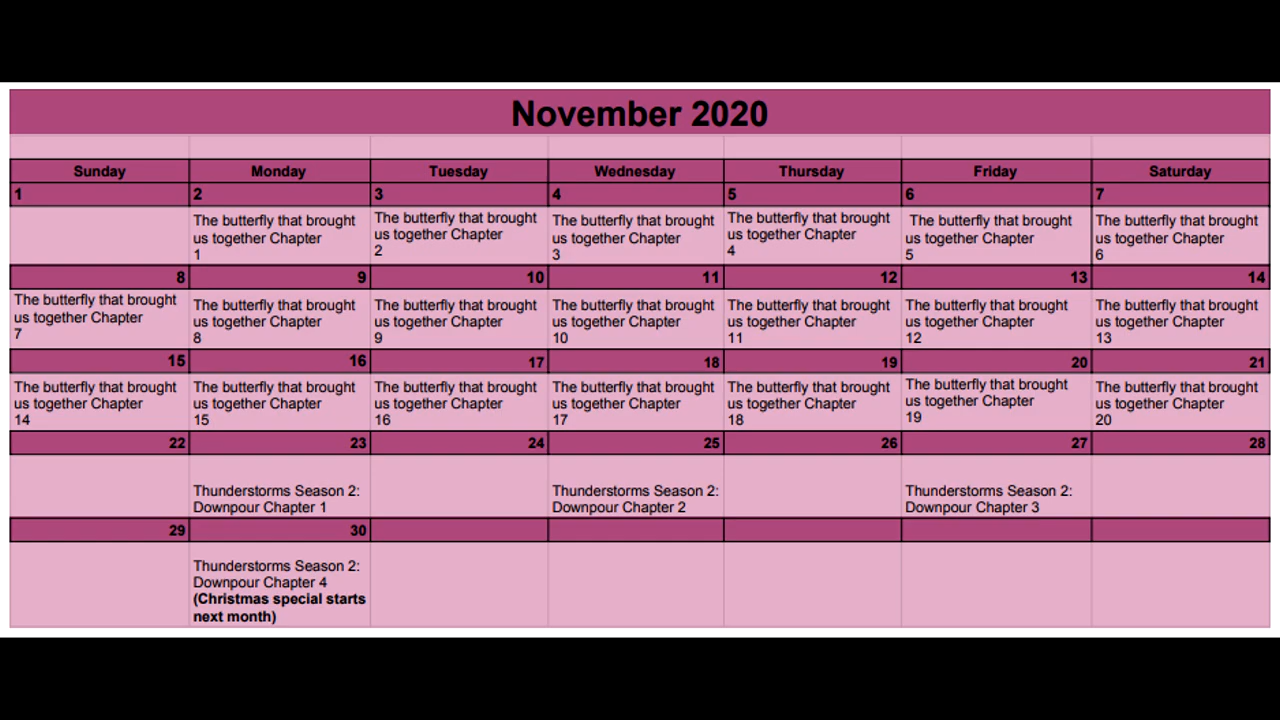 November 2020
Sunday Monday Tuesday Wednesday Thursday Friday Saturday
1 2 3 4 5 6 7
The butterfly that brought
us together Chapter
1
The butterfly that brought
us together Chapter
2
The butterfly that brought
us together Chapter
3
The butterfly that brought
us together Chapter
4
The butterfly that brought
us together Chapter
5
The butterfly that brought
us together Chapter
6
8 9 10 11 12 13 14
The butterfly that brought
us together Chapter
7
The butterfly that brought
us together Chapter
8
The butterfly that brought
us together Chapter
9
The butterfly that brought
us together Chapter
10
The butterfly that brought
us together Chapter
11
The butterfly that brought
us together Chapter
12
The butterfly that brought
us together Chapter
13
15 16 17 18 19 20 21
The butterfly that brought
us together Chapter
14
The butterfly that brought
us together Chapter
15
The butterfly that brought
us together Chapter
16
The butterfly that brought
us together Chapter
17
The butterfly that brought
us together Chapter
18
The butterfly that brought
us together Chapter
19
The butterfly that brought
us together Chapter
20
22 23 24 25 26 27 28
Thunderstorms Season 2:
Downpour Chapter 1
Thunderstorms Season 2:
Downpour Chapter 2
Thunderstorms Season 2:
Downpour Chapter 3
29 30
Thunderstorms Season 2:
Downpour Chapter 4
(Christmas special starts
next month)